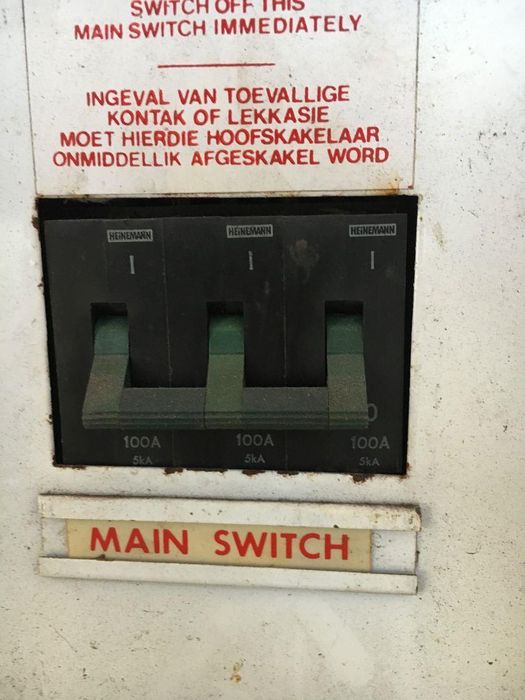 SWITCH OFF THIS
MAIN SWITCH IMMEDIATELY
INGEVAL VAN TOEVALLIGE
KONTAK OF LEKKASIE
MOET HIERDIE HOOFSKAKELAAR
ONMIDDELLIK AFGESKAKEL WORD
HEINEMANN HEINEMANN HEINEMANN
I I I
O
100A 100A 100A
5kA 5kA 5kA
MAIN SWITCH